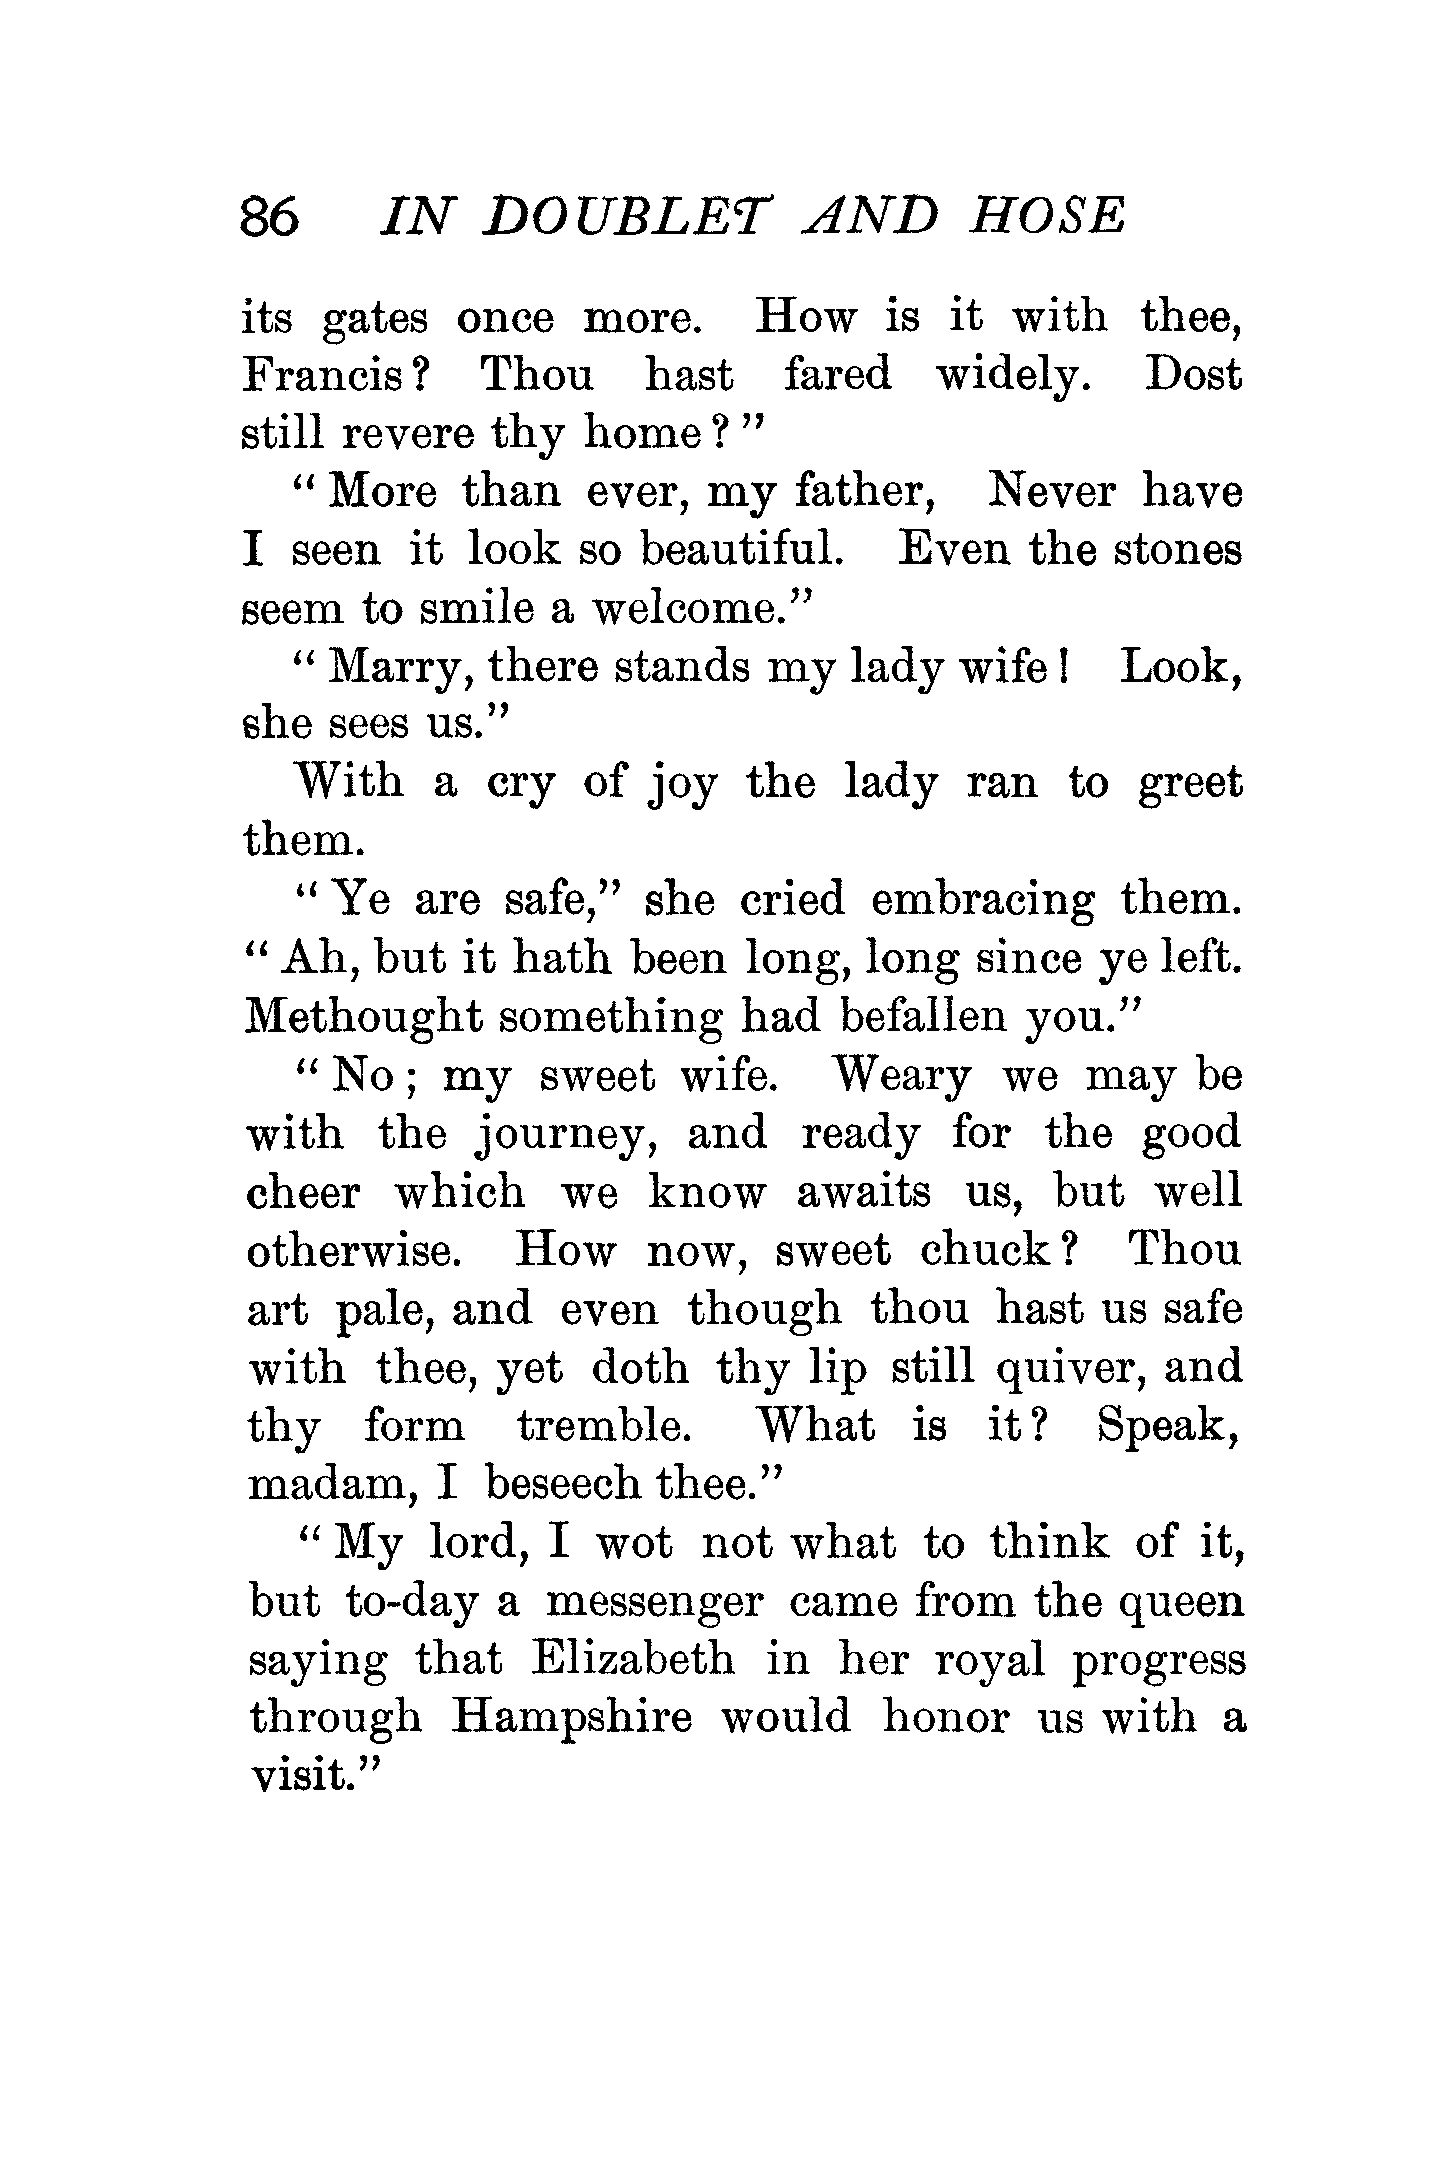 86 IN DOUBLET AND HOSE
its gates once more. How is it with thee,
Francis? Thou hast fared widely. Dost
still revere thy home?"
"More than ever, my father, Never have
I seen it look so beautiful. Even the stones
seem to smile a welcome."
"Marry, there stands my lady wife! Look,
she sees us."
With a cry of joy the lady ran to greet
them.
"Ye are safe," she cried embracing them.
"Ah, but it hath been long, long since ye left.
Methought something had befallen you."
"No; my sweet wife. Weary we may be
with the journey, and ready for the good
cheer which we know awaits us, but well
otherwise. How now, sweet chuck? Thou
art pale, and even though thou hast us safe
with thee, yet doth thy lip still quiver, and
thy form tremble. What is it? Speak,
madam, I beseech thee."
"My lord, I wot not what to think of it,
but to-day a messenger came from the queen
saying that Elizabeth in her royal progress
through Hampshire would honor us with a
visit."